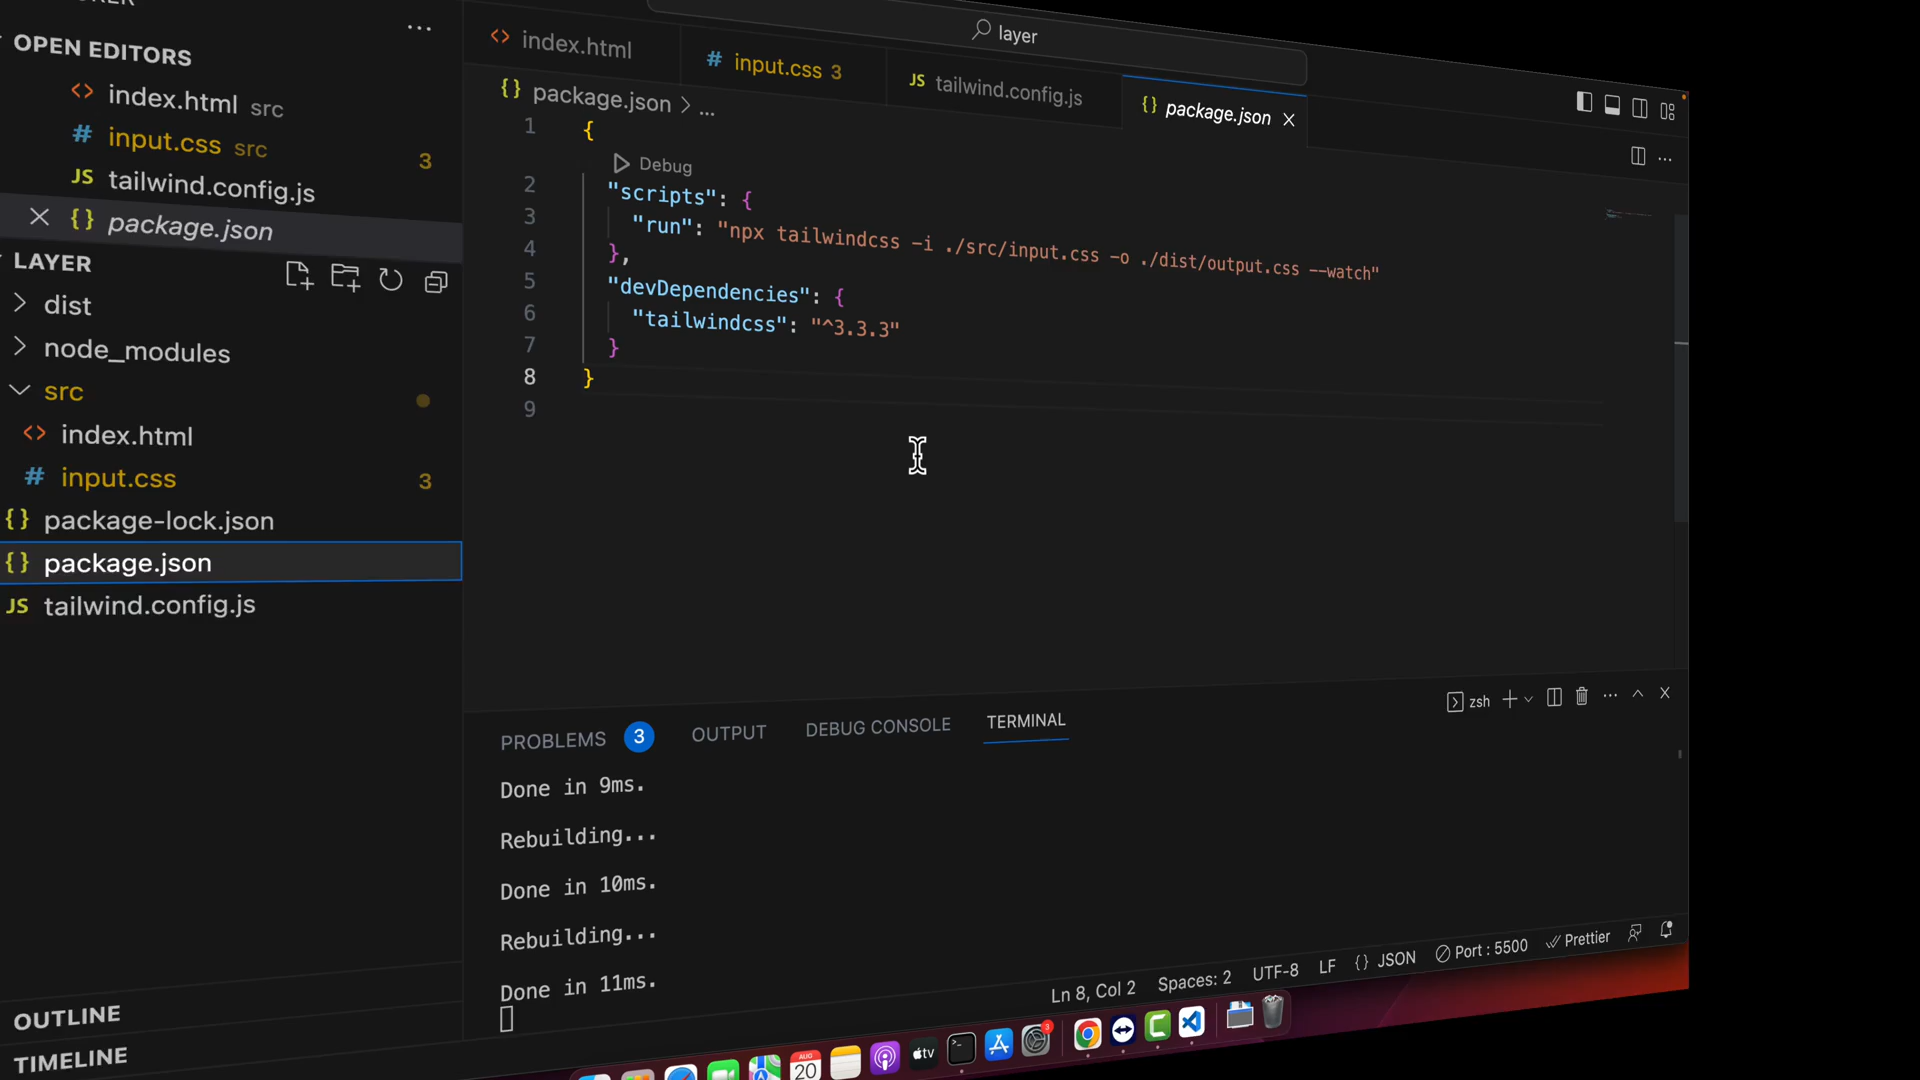 OPEN EDITORS
index.html src
input.css src 3
tailwind.config.js
package.json
LAYER
dist
node_modules
src
index.html
input.css 3
package-lock.json
package.json
JS tailwind.config.js
OUTLINE
TIMELINE
layer
index.html
# input.css 3
JS tailwind.config.js
{} package.json
{} package.json > ...
1 {
Debug
2 "scripts": {
3 "run": "npx tailwindcss -i ./src/input.css -o ./dist/output.css --watch"
4 },
5 "devDependencies": {
6 "tailwindcss": "^3.3.3"
7 }
8 }
9
PROBLEMS 3 OUTPUT DEBUG CONSOLE TERMINAL
zsh
Done in 9ms.
Rebuilding...
Done in 10ms.
Rebuilding...
Done in 11ms.
Ln 8, Col 2 Spaces: 2 UTF-8 LF {} JSON Port : 5500 Prettier
AUG
20
tv
3